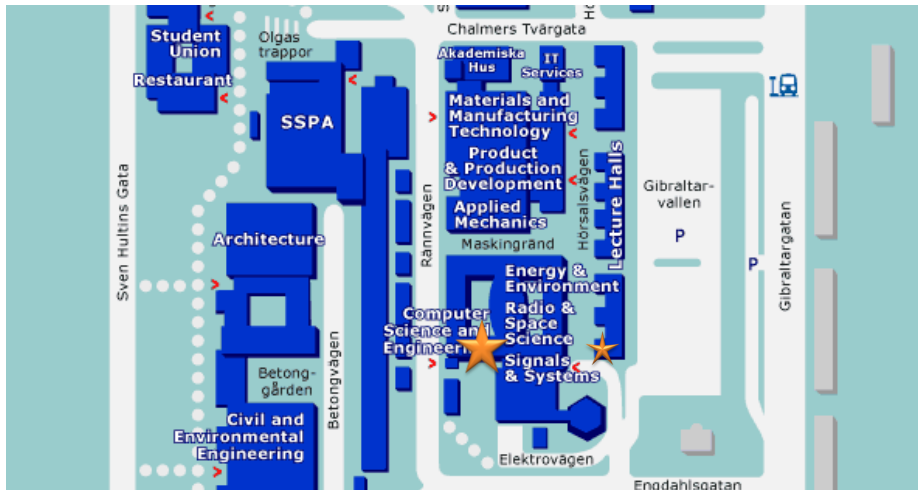 Student
Union
Restaurant
Olgas
trappor
SSPA
Chalmers Tvärgata
Akademiska
Hus
IT
Services
Materials and
Manufacturing
Technology
Product
& Production
Development
Applied
Mechanics
Maskingränd
Hörsalsvägen
Lecture Halls
Gibraltar-
vallen
P
P
Gibraltargatan
Sven Hultins Gata
Architecture
Rännvägen
Energy &
Environment
Computer
Science and
Engineering
Radio &
Space
Science
Signals
& Systems
Betong-
gården
Betongvägen
Civil and
Environmental
Engineering
Elektrovägen
Engdahlsgatan